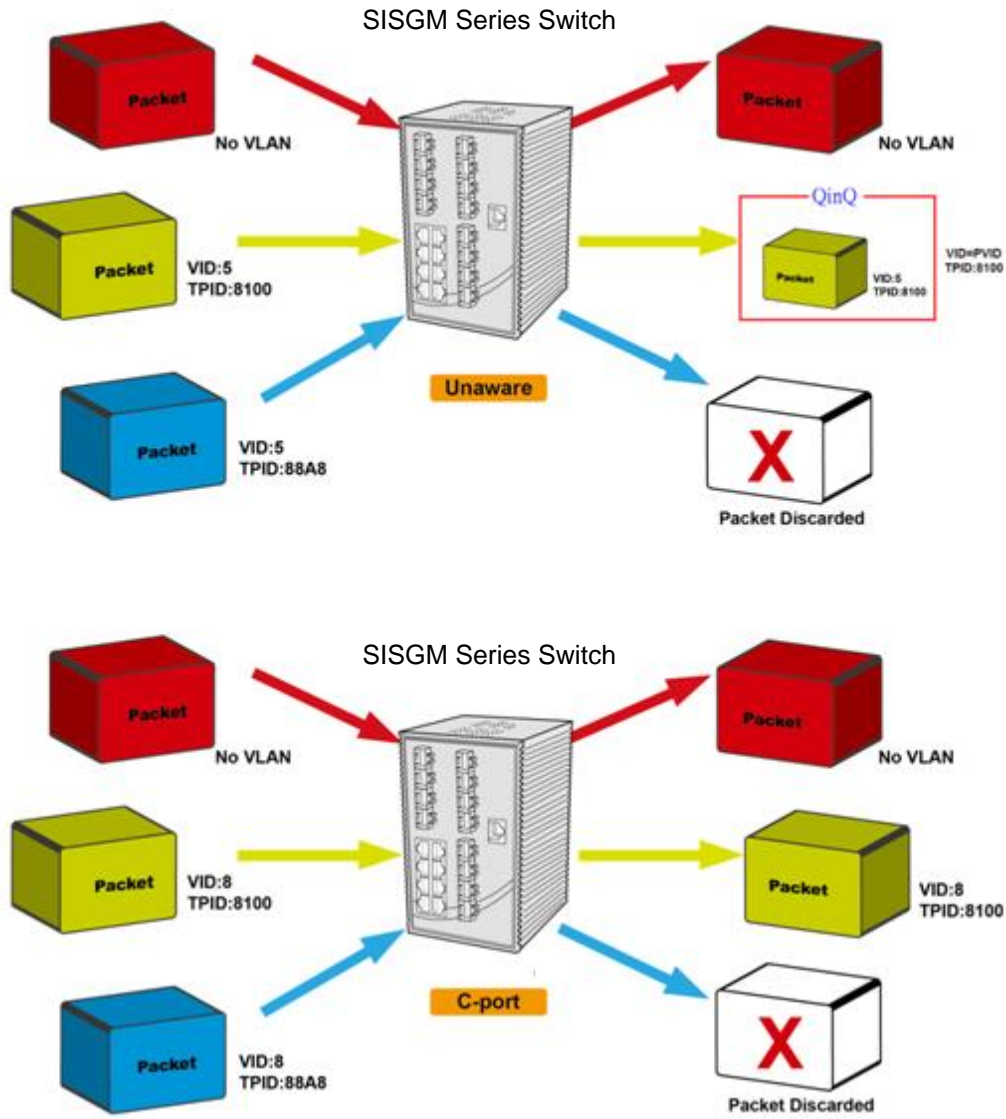 SISGM Series Switch
Packet
No VLAN
Packet
No VLAN
Packet
VID:5
TPID:8100
QinQ
Packet
VID:5
TPID:8100
VID=PVID
TPID:8100
Unaware
Packet
VID:5
TPID:88A8
X
Packet Discarded
SISGM Series Switch
Packet
No VLAN
Packet
No VLAN
Packet
VID:8
TPID:8100
Packet
VID:8
TPID:8100
C-port
Packet
VID:8
TPID:88A8
X
Packet Discarded